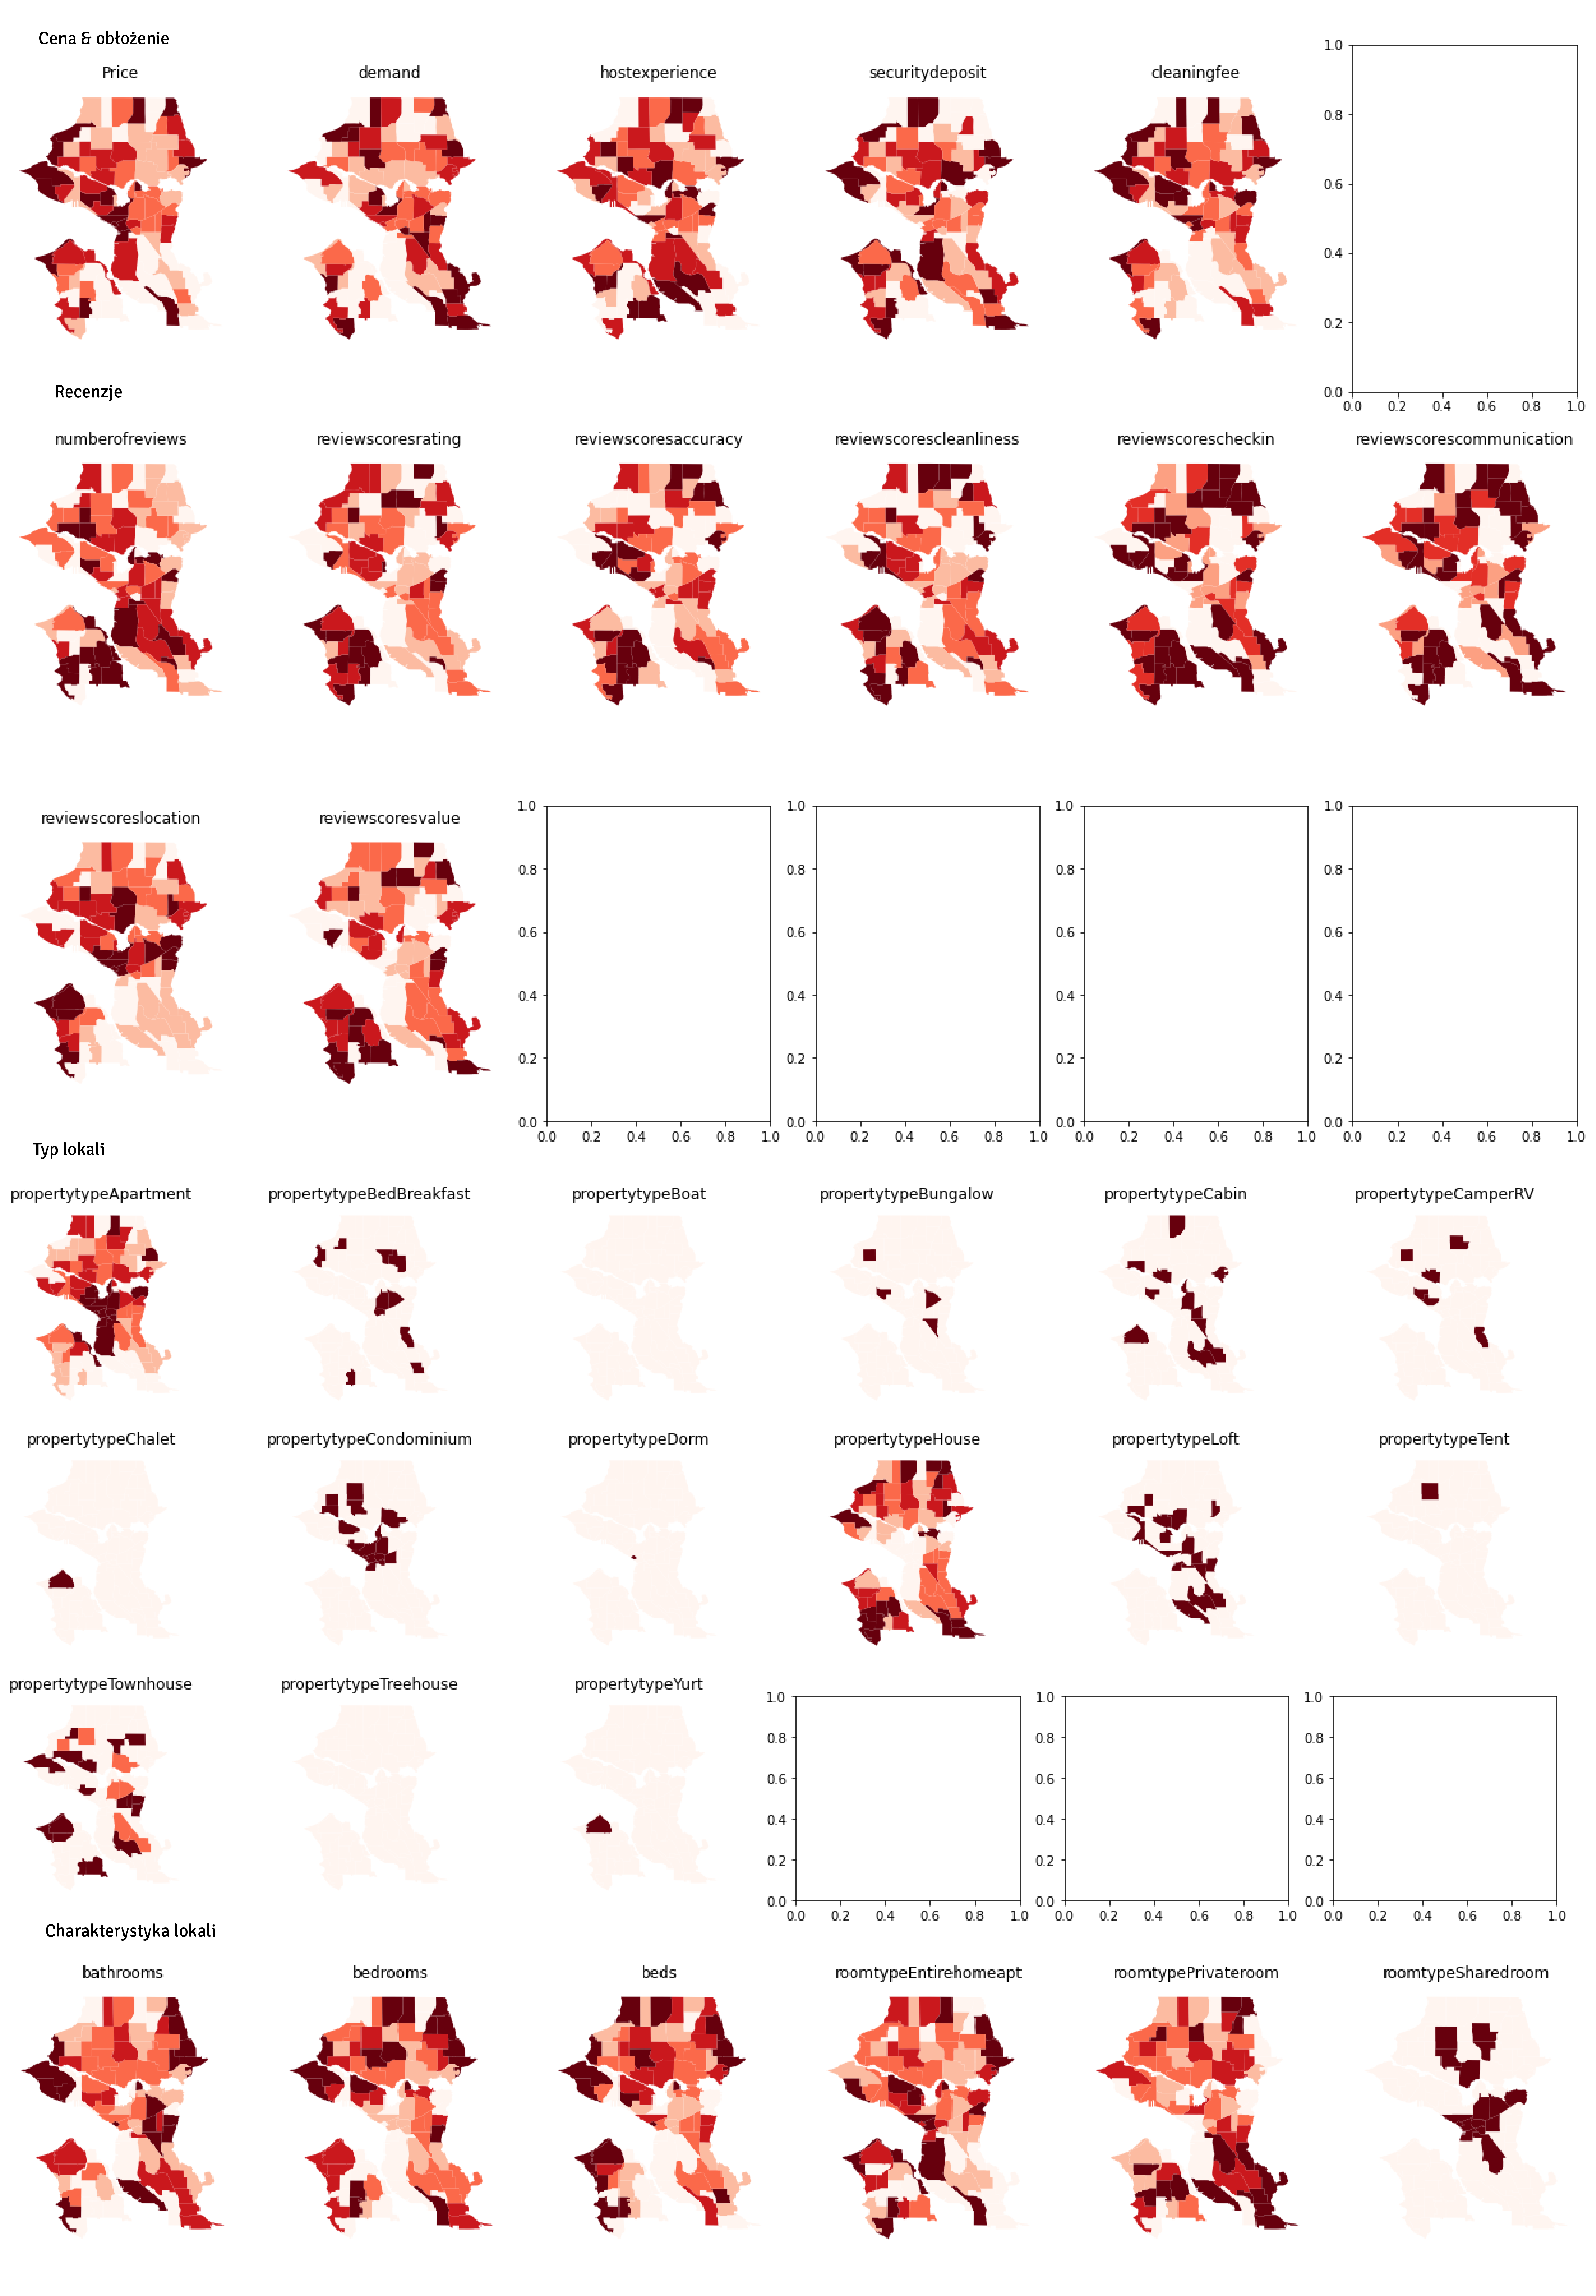 Cena & obłożenie
Price demand hostexperience securitydeposit cleaningfee
1.0
0.8
0.6
0.4
0.2
0.0
0.0 0.2 0.4 0.6 0.8 1.0
Recenzje
numberofreviews reviewscoresrating reviewscoresaccuracy reviewscorescleanliness reviewscorescheckin reviewscorescommunication
reviewscoreslocation reviewscoresvalue
1.0 1.0 1.0 1.0
0.8 0.8 0.8 0.8
0.6 0.6 0.6 0.6
0.4 0.4 0.4 0.4
0.2 0.2 0.2 0.2
0.0 0.0 0.0 0.0
0.0 0.2 0.4 0.6 0.8 1.0 0.0 0.2 0.4 0.6 0.8 1.0 0.0 0.2 0.4 0.6 0.8 1.0 0.0 0.2 0.4 0.6 0.8 1.0
Typ lokali
propertytypeApartment propertytypeBedBreakfast propertytypeBoat propertytypeBungalow propertytypeCabin propertytypeCamperRV
propertytypeChalet propertytypeCondominium propertytypeDorm propertytypeHouse propertytypeLoft propertytypeTent
propertytypeTownhouse propertytypeTreehouse propertytypeYurt
1.0 1.0 1.0
0.8 0.8 0.8
0.6 0.6 0.6
0.4 0.4 0.4
0.2 0.2 0.2
0.0 0.0 0.0
0.0 0.2 0.4 0.6 0.8 1.0 0.0 0.2 0.4 0.6 0.8 1.0 0.0 0.2 0.4 0.6 0.8 1.0
Charakterystyka lokali
bathrooms bedrooms beds roomtypeEntirehomeapt roomtypePrivateroom roomtypeSharedroom